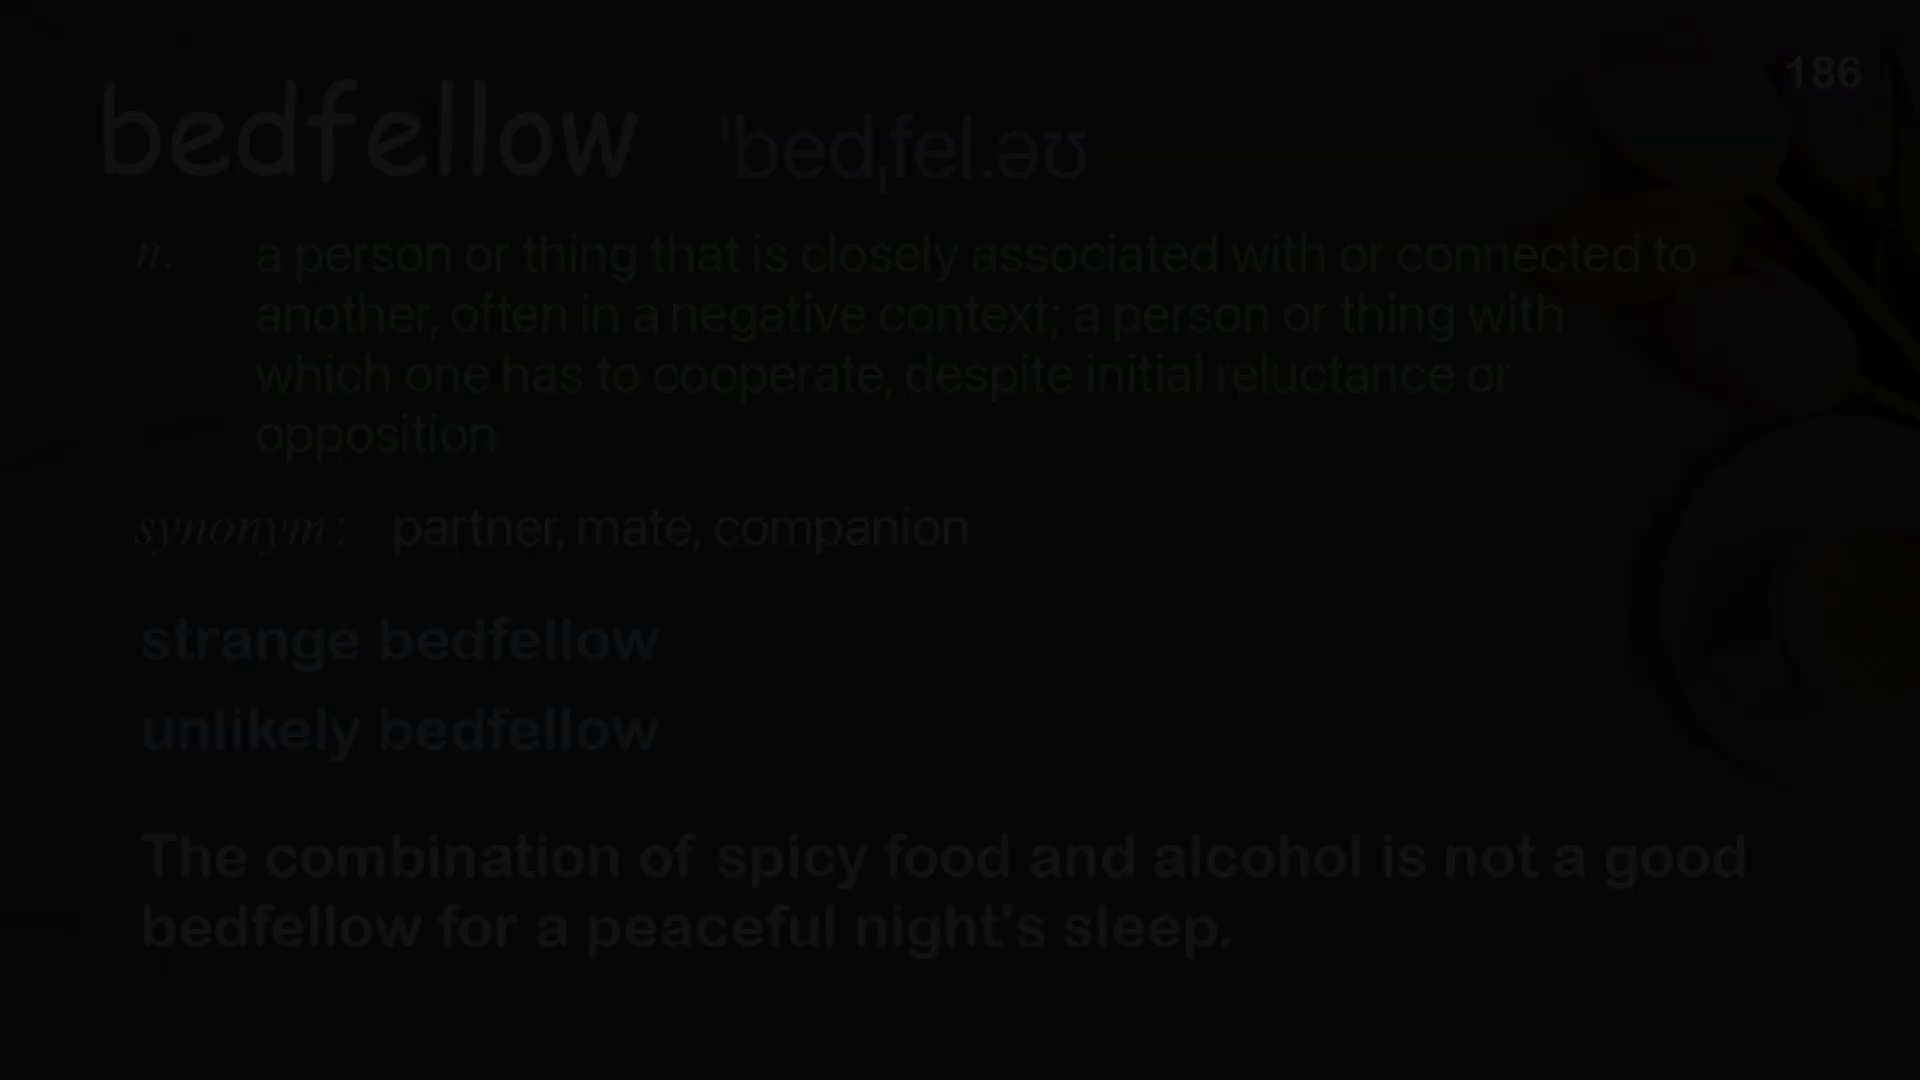 186
bedfellow ˈbedˌfel.əʊ
n. a person or thing that is closely associated with or connected to
another, often in a negative context; a person or thing with
which one has to cooperate, despite initial reluctance or
opposition
synonym: partner, mate, companion
strange bedfellow
unlikely bedfellow
The combination of spicy food and alcohol is not a good
bedfellow for a peaceful night's sleep.